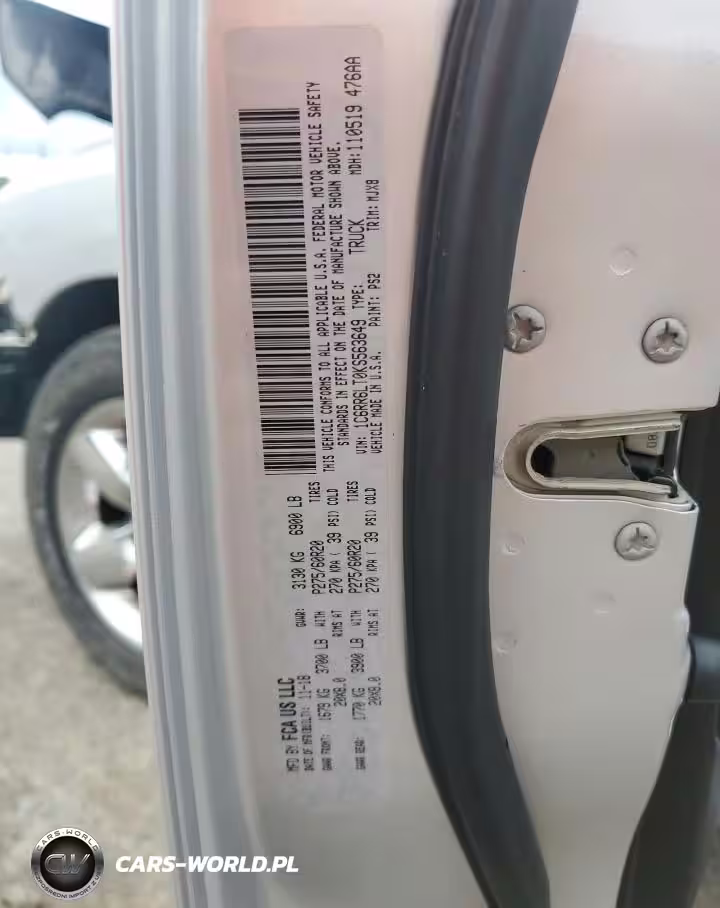 MFD BY: FCA US LLC
DATE OF MFR(BUILT): 11-18 GVWR: 3130 KG 6900 LB
GAWR FRONT: 1679 KG 3700 LB WITH P275/60R20 TIRES
20X8.0 RIMS AT 270 KPA ( 39 PSI) COLD
GAWR REAR: 1770 KG 3900 LB WITH P275/60R20 TIRES
20X8.0 RIMS AT 270 KPA ( 39 PSI) COLD
THIS VEHICLE CONFORMS TO ALL APPLICABLE U.S.A. FEDERAL MOTOR VEHICLE SAFETY
STANDARDS IN EFFECT ON THE DATE OF MANUFACTURE SHOWN ABOVE.
VIN: 1C6RR6LT0KS563649 TYPE: TRUCK MDH:110519 476AA
VEHICLE MADE IN U.S.A. PAINT: PS2 TRIM: MJX8
CARS-WORLD
CW
CARS-WORLD.PL